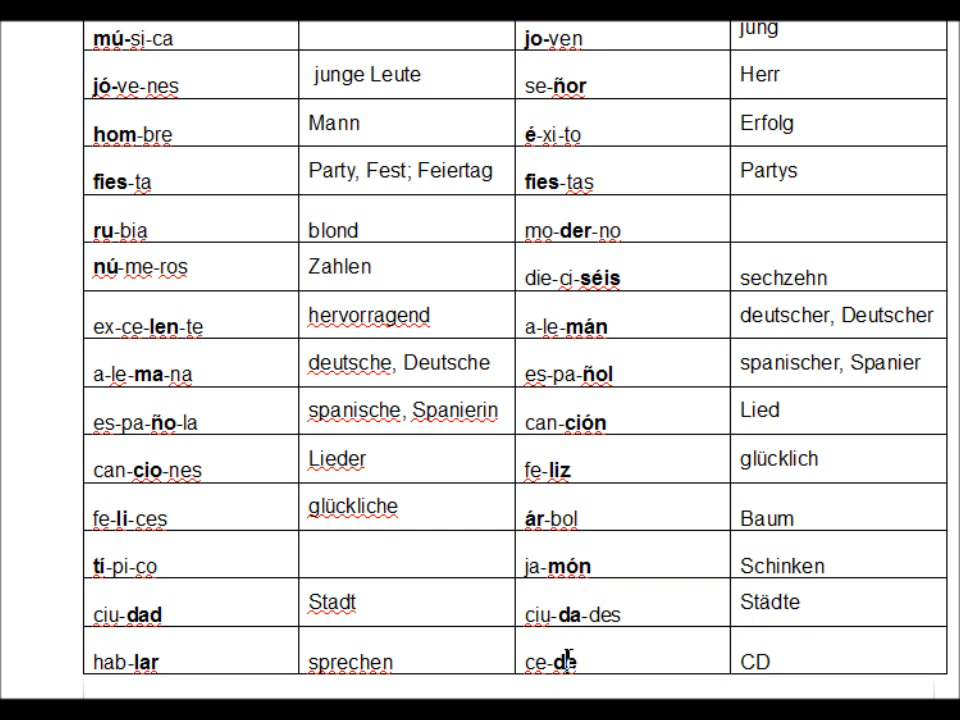 mú-si-ca jo-ven jung
jó-ve-nes junge Leute se-ñor Herr
hom-bre Mann é-xi-to Erfolg
fies-ta Party, Fest; Feiertag fies-tas Partys
ru-bia blond mo-der-no
nú-me-ros Zahlen die-ci-séis sechzehn
ex-ce-len-te hervorragend a-le-mán deutscher, Deutscher
a-le-ma-na deutsche, Deutsche es-pa-ñol spanischer, Spanier
es-pa-ño-la spanische, Spanierin can-ción Lied
can-cio-nes Lieder fe-liz glücklich
fe-li-ces glückliche ár-bol Baum
tí-pi-co ja-món Schinken
ciu-dad Stadt ciu-da-des Städte
hab-lar sprechen ce-de CD